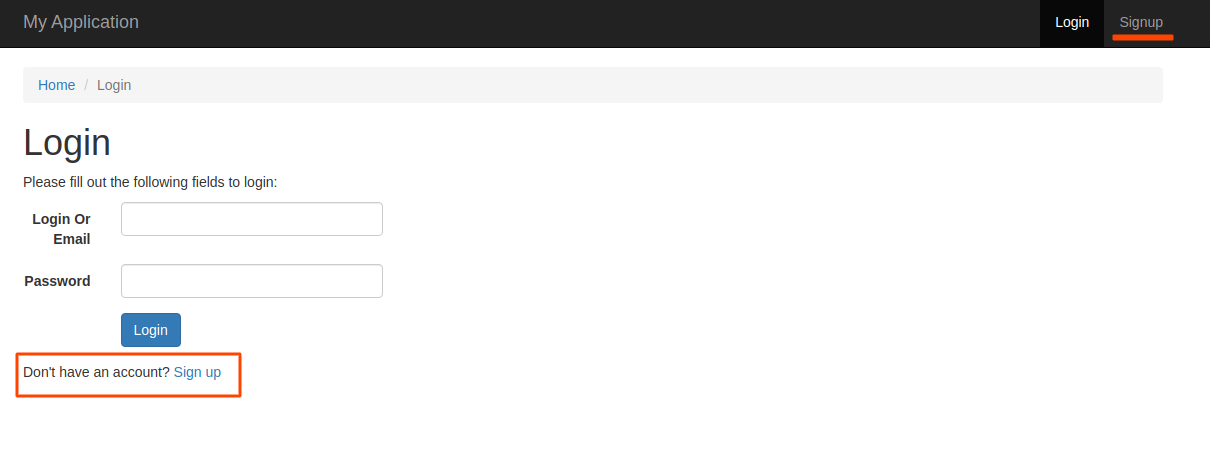 My Application
Login
Signup
Home / Login
Login
Please fill out the following fields to login:
Login Or
Email
Password
Login
Don't have an account? Sign up